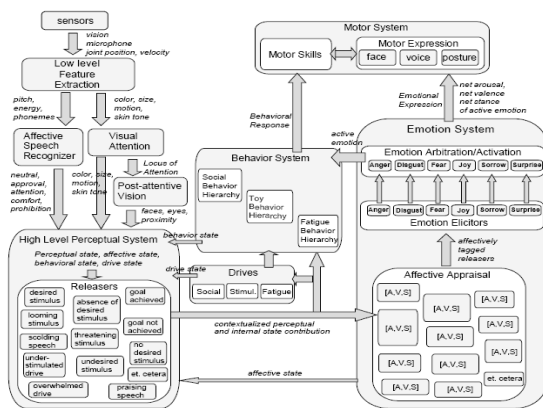 sensors
vision
microphone
joint position, velocity
Low level
Feature
Extraction
pitch,
energy,
phonemes
color, size,
motion,
skin tone
Affective
Speech
Recognizer
Visual
Attention
neutral,
approval,
attention,
comfort,
prohibition
color, size,
motion,
skin tone
Locus of
Attention
Post-attentive
Vision
faces, eyes,
proximity
High Level Perceptual System
Perceptual state, affective state,
behavioral state, drive state
Releasers
desired
stimulus
absence of
desired
stimulus
goal
achieved
looming
stimulus
goal not
achieved
scolding
speech
threatening
stimulus
no
desired
stimulus
under-
stimulated
drive
undesired
stimulus
et. cetera
overwhelmed
drive
praising
speech
Motor System
Motor Skills
Motor Expression
face
voice
posture
Behavioral
Response
Emotional
Expression
net arousal,
net valence
net stance
of active emotion
active
emotion
Behavior System
Social
Behavior
Hierarchy
Toy
Behavior
Hierarchy
Fatigue
Behavior
Hierarchy
behavior state
drive state
Drives
Social
Stimul.
Fatigue
contextualized perceptual
and internal state contribution
affective state
Emotion System
Emotion Arbitration/Activation
Anger
Disgust
Fear
Joy
Sorrow
Surprise
Anger
Disgust
Fear
Joy
Sorrow
Surprise
Emotion Elicitors
affectively
tagged
releasers
Affective Appraisal
[A,V,S]
[A,V,S]
[A,V,S]
[A,V,S]
[A,V,S]
[A,V,S]
[A,V,S]
[A,V,S]
[A,V,S]
[A,V,S]
[A,V,S]
[A,V,S]
et. cetera